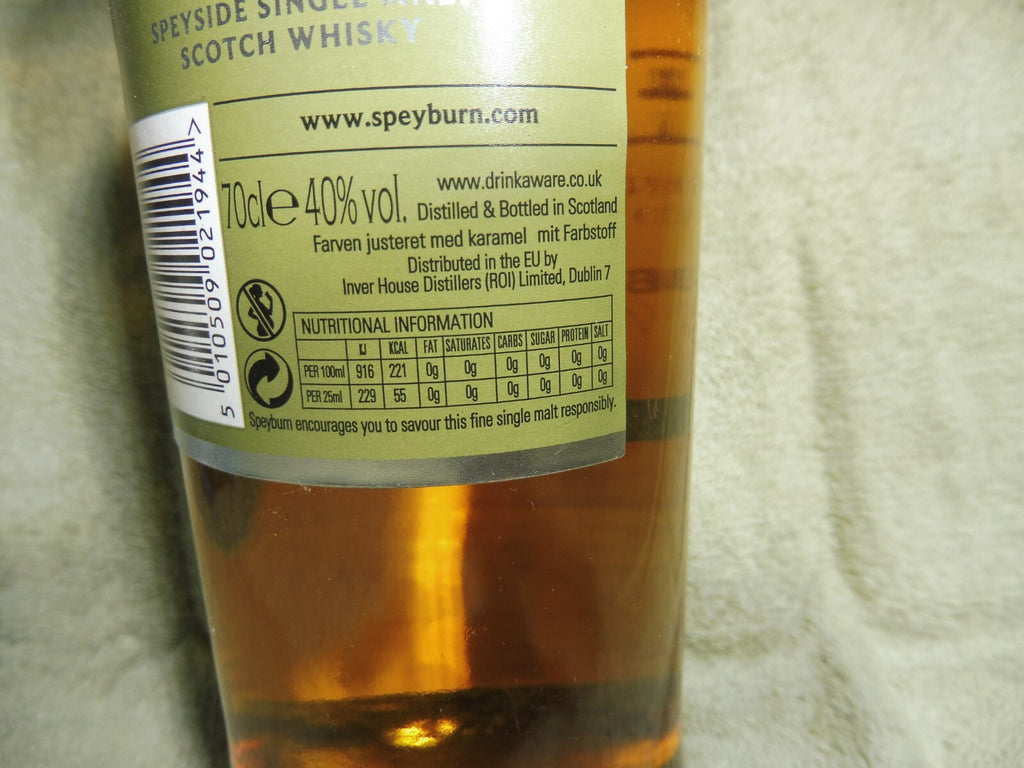 SPEYSIDE SINGLE MALT
SCOTCH WHISKY
www.speyburn.com
70cl e 40% vol.
www.drinkaware.co.uk
Distilled & Bottled in Scotland
Farven justeret med karamel mit Farbstoff
Distributed in the EU by
Inver House Distillers (ROI) Limited, Dublin 7
NUTRITIONAL INFORMATION
KJ KCAL FAT SATURATES CARBS SUGAR PROTEIN SALT
PER 100ml 916 221 0g 0g 0g 0g 0g 0g
PER 25ml 229 55 0g 0g 0g 0g 0g 0g
Speyburn encourages you to savour this fine single malt responsibly.
5 010509 021944 >